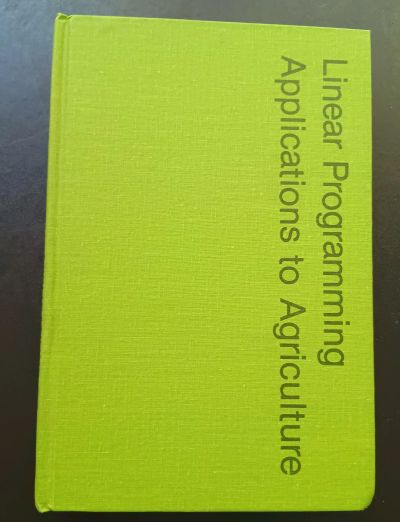 Linear Programming
Applications to Agriculture